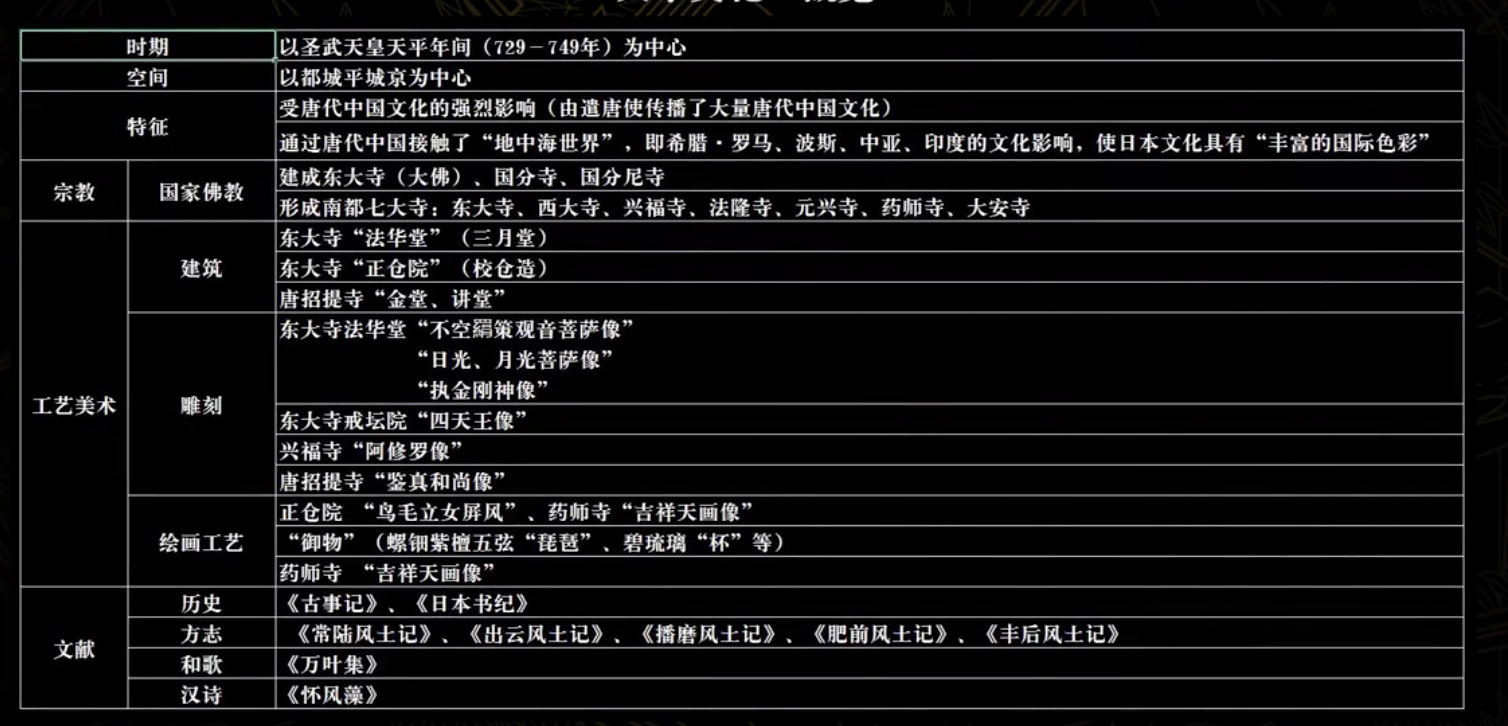 时期
以圣武天皇天平年间（729－749年）为中心
空间
以都城平城京为中心
特征
受唐代中国文化的强烈影响（由遣唐使传播了大量唐代中国文化）
通过唐代中国接触了“地中海世界”，即希腊·罗马、波斯、中亚、印度的文化影响，使日本文化具有“丰富的国际色彩”
宗教
国家佛教
建成东大寺（大佛）、国分寺、国分尼寺
形成南都七大寺：东大寺、西大寺、兴福寺、法隆寺、元兴寺、药师寺、大安寺
工艺美术
建筑
东大寺“法华堂”（三月堂）
东大寺“正仓院”（校仓造）
唐招提寺“金堂、讲堂”
雕刻
东大寺法华堂“不空羂策观音菩萨像”
“日光、月光菩萨像”
“执金刚神像”
东大寺戒坛院“四天王像”
兴福寺“阿修罗像”
唐招提寺“鉴真和尚像”
绘画工艺
正仓院 “鸟毛立女屏风”、药师寺“吉祥天画像”
“御物”（螺钿紫檀五弦“琵琶”、碧琉璃“杯”等）
药师寺 “吉祥天画像”
文献
历史
《古事记》、《日本书纪》
方志
《常陆风土记》、《出云风土记》、《播磨风土记》、《肥前风土记》、《丰后风土记》
和歌
《万叶集》
汉诗
《怀风藻》